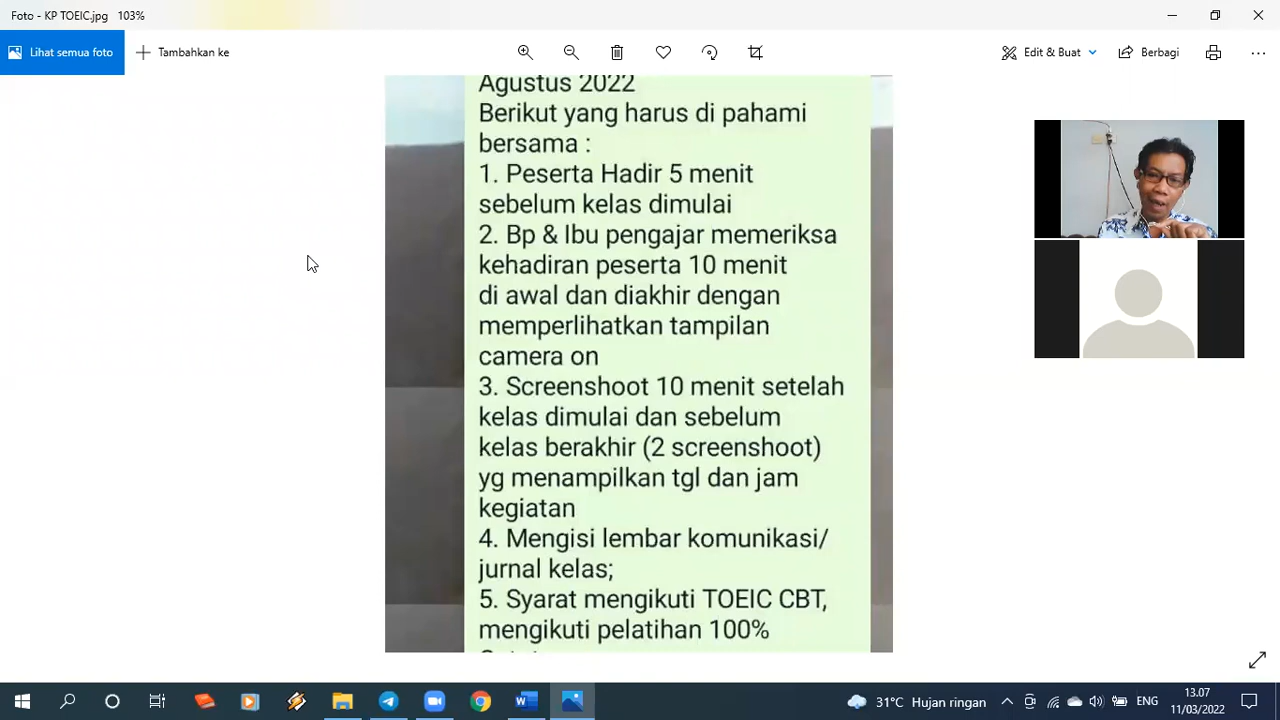 Foto - KP TOEIC.jpg 103%
Lihat semua foto
Tambahkan ke
Edit & Buat
Berbagi
Agustus 2022
Berikut yang harus di pahami
bersama :
1. Peserta Hadir 5 menit
sebelum kelas dimulai
2. Bp & Ibu pengajar memeriksa
kehadiran peserta 10 menit
di awal dan diakhir dengan
memperlihatkan tampilan
camera on
3. Screenshoot 10 menit setelah
kelas dimulai dan sebelum
kelas berakhir (2 screenshoot)
yg menampilkan tgl dan jam
kegiatan
4. Mengisi lembar komunikasi/
jurnal kelas;
5. Syarat mengikuti TOEIC CBT,
mengikuti pelatihan 100%
31°C Hujan ringan
ENG
13.07
11/03/2022